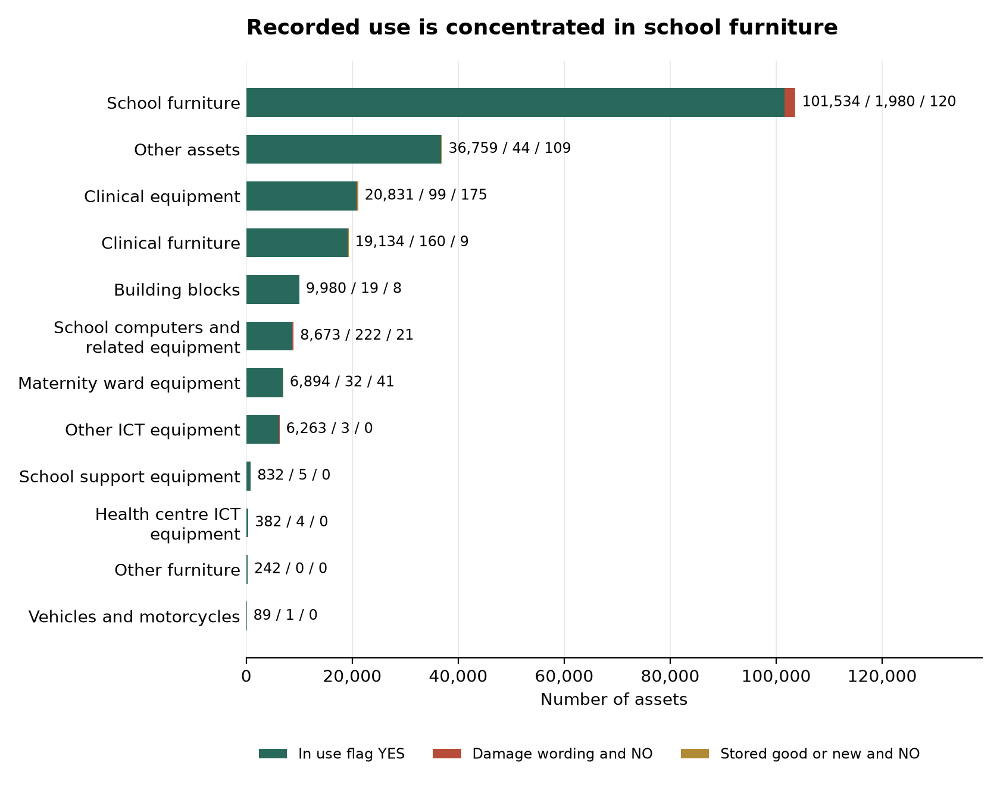 Recorded use is concentrated in school furniture
School furniture
101,534 / 1,980 / 120
Other assets
36,759 / 44 / 109
Clinical equipment
20,831 / 99 / 175
Clinical furniture
19,134 / 160 / 9
Building blocks
9,980 / 19 / 8
School computers and
related equipment
8,673 / 222 / 21
Maternity ward equipment
6,894 / 32 / 41
Other ICT equipment
6,263 / 3 / 0
School support equipment
832 / 5 / 0
Health centre ICT
equipment
382 / 4 / 0
Other furniture
242 / 0 / 0
Vehicles and motorcycles
89 / 1 / 0
0 20,000 40,000 60,000 80,000 100,000 120,000
Number of assets
In use flag YES Damage wording and NO Stored good or new and NO